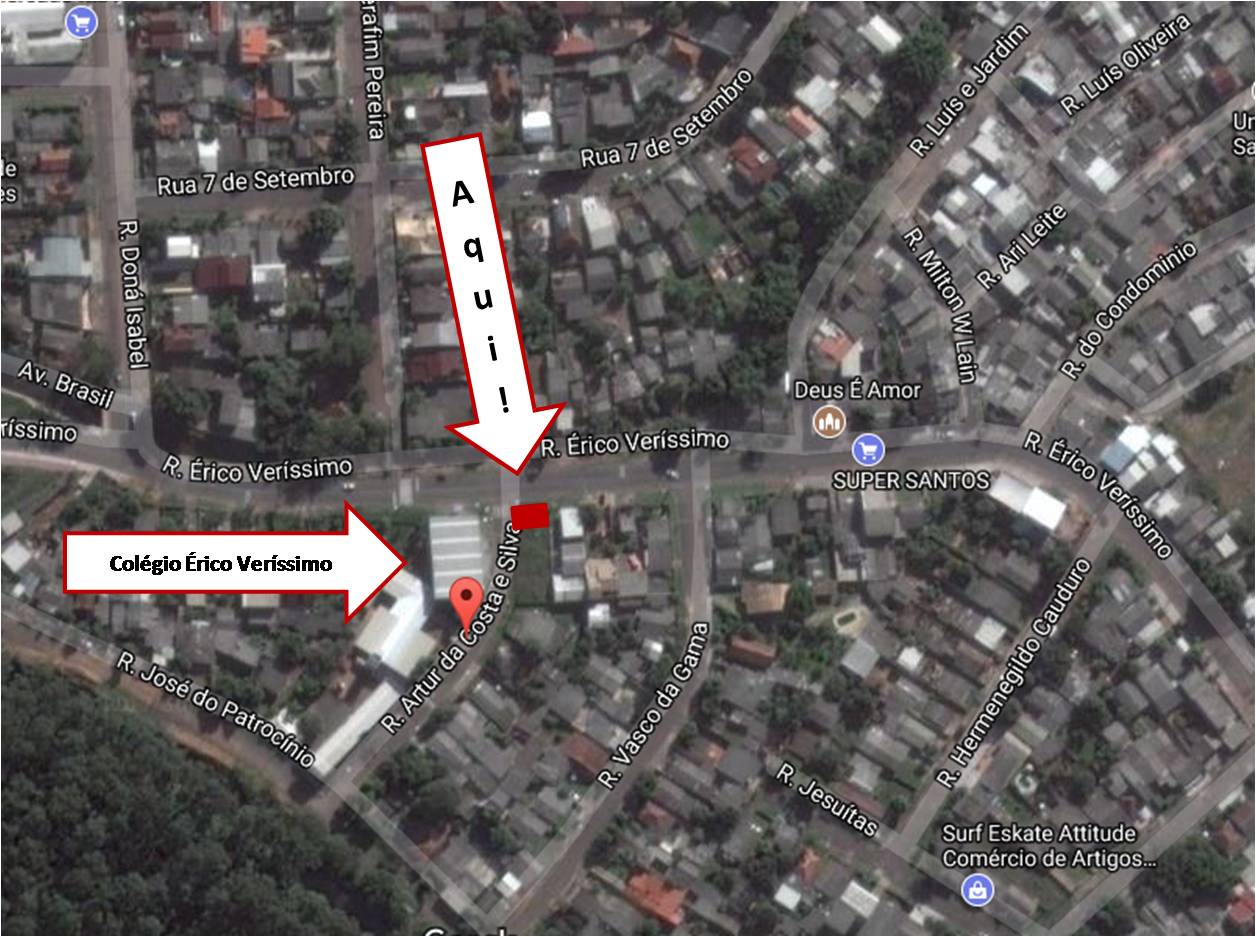 erafim Pereira
R. Luís e Jardim
R. Luís Oliveira
Rua 7 de Setembro
Rua 7 de Setembro
A
q
u
i
!
R. Doná Isabel
R. Milton W Lain
R. Ari Leite
R. do Condominio
Av. Brasil
ríssimo
Deus É Amor
R. Érico Veríssimo
R. Érico Veríssimo
R. Érico Veríssimo
SUPER SANTOS
Colégio Érico Veríssimo
R. Artur da Costa e Silva
R. José do Patrocínio
R. Vasco da Gama
R. Hermenegildo Cauduro
R. Jesuítas
Surf Eskate Attitude
Comércio de Artigos...